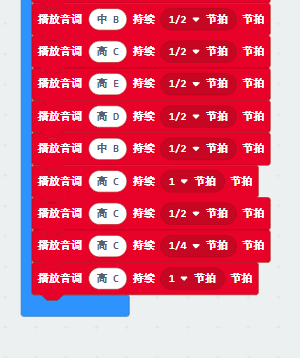 播放音调 中 B 持续 1/2 节拍 节拍
播放音调 高 C 持续 1/2 节拍 节拍
播放音调 高 E 持续 1/2 节拍 节拍
播放音调 高 D 持续 1/2 节拍 节拍
播放音调 中 B 持续 1/2 节拍 节拍
播放音调 高 C 持续 1 节拍 节拍
播放音调 高 C 持续 1/2 节拍 节拍
播放音调 高 C 持续 1/4 节拍 节拍
播放音调 高 C 持续 1 节拍 节拍